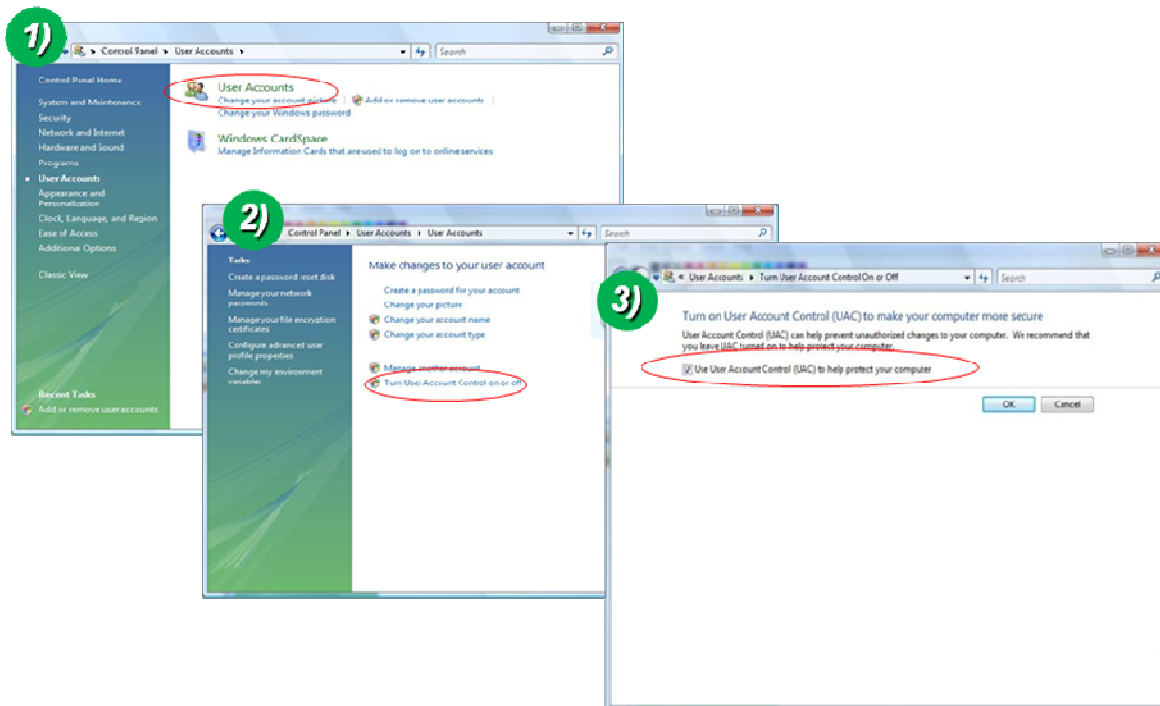 1)
Control Panel User Accounts
Search
Control Panel Home
System and Maintenance
Security
Network and Internet
Hardware and Sound
Programs
User Accounts
Appearance and
Personalization
Clock, Language, and Region
Ease of Access
Additional Options
Classic View
Recent Tasks
Add or remove user accounts
User Accounts
Change your account picture Add or remove user accounts
Change your Windows password
Windows CardSpace
Manage Information Cards that are used to log on to online services
2)
Control Panel User Accounts User Accounts
Search
Tasks
Create a password reset disk
Manage your network
passwords
Manage your file encryption
certificates
Configure advanced user
profile properties
Change my environment
variables
Make changes to your user account
Create a password for your account
Change your picture
Change your account name
Change your account type
Manage another account
Turn User Account Control on or off
3)
« User Accounts Turn User Account Control On or Off
Search
Turn on User Account Control (UAC) to make your computer more secure
User Account Control (UAC) can help prevent unauthorized changes to your computer. We recommend that
you leave UAC turned on to help protect your computer.
Use User Account Control (UAC) to help protect your computer
OK Cancel